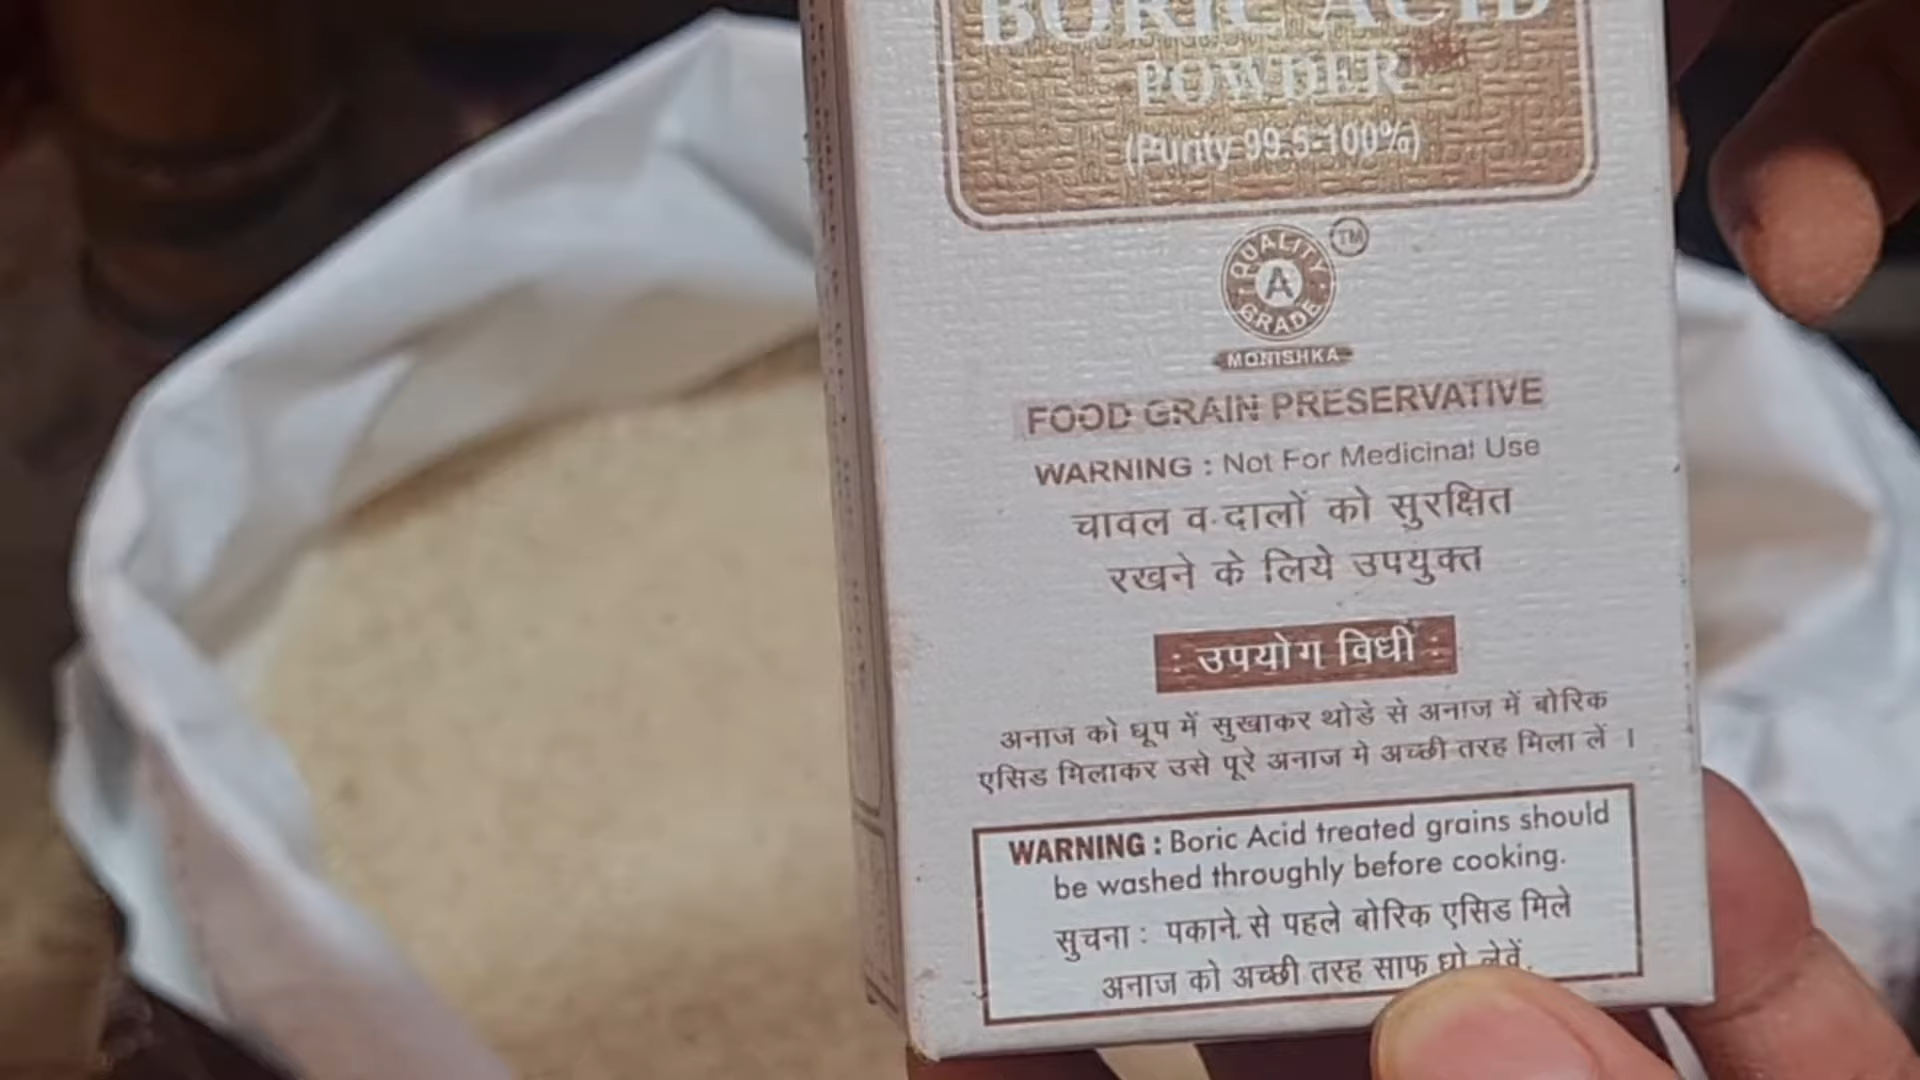 BORIC ACID
POWDER
(Purity 99.5-100%)
TM
QUALITY
A
GRADE
MONISHKA
FOOD GRAIN PRESERVATIVE
WARNING : Not For Medicinal Use
चावल व दालों को सुरक्षित
रखने के लिये उपयुक्त
: उपयोग विधी :
अनाज को धूप में सुखाकर थोडे से अनाज में बोरिक
एसिड मिलाकर उसे पूरे अनाज मे अच्छी तरह मिला लें ।
WARNING : Boric Acid treated grains should
be washed throughly before cooking.
सुचना : पकाने से पहले बोरिक एसिड मिले
अनाज को अच्छी तरह साफ धो लेवें.